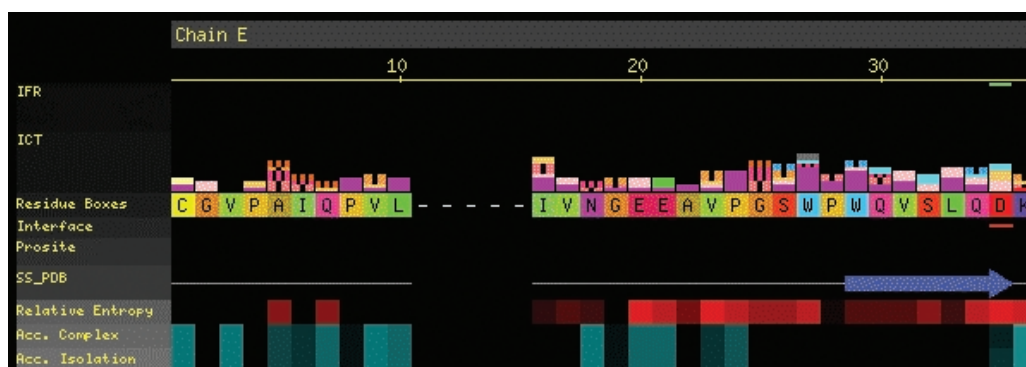 Chain E
10 20 30
IFR
ICT
Residue Boxes C G V P A I Q P V L - - - - - I V N G E E A V P G S W P W Q V S L Q D K
Interface
Prosite
SS_PDB
Relative Entropy
Acc. Complex
Acc. Isolation